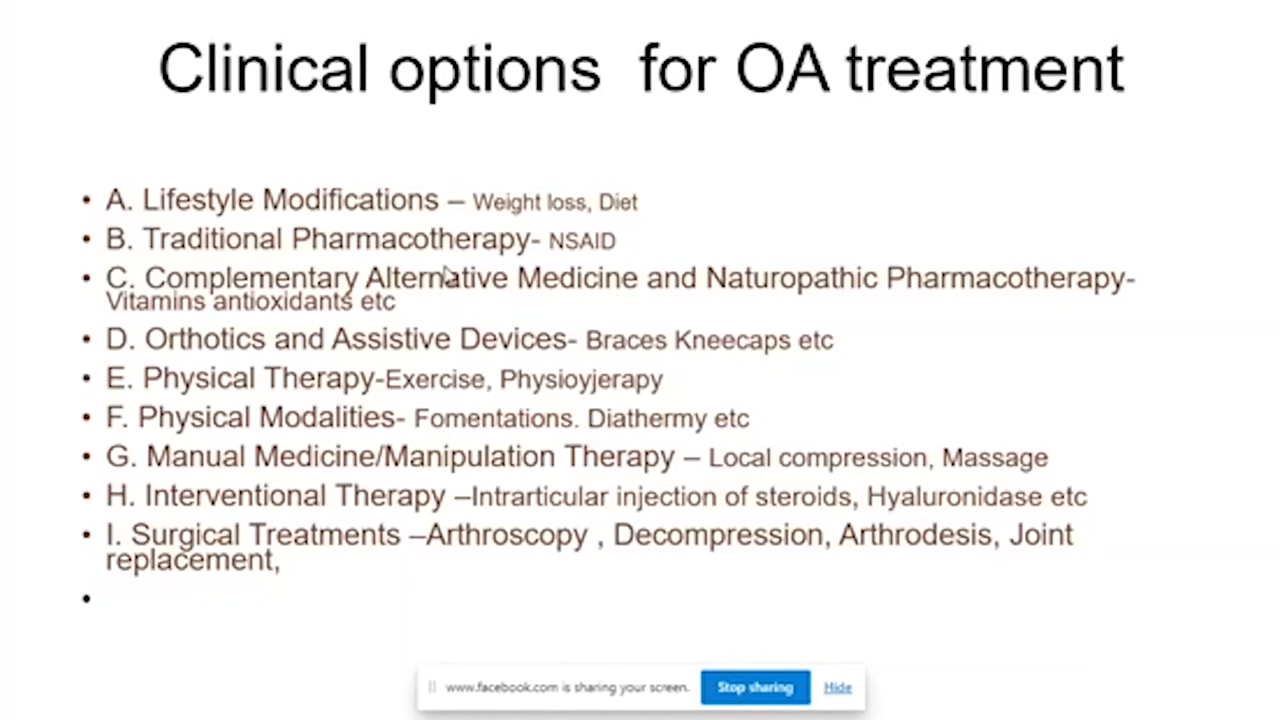 Clinical options for OA treatment
• A. Lifestyle Modifications – Weight loss, Diet
• B. Traditional Pharmacotherapy- NSAID
• C. Complementary Alternative Medicine and Naturopathic Pharmacotherapy-
Vitamins antioxidants etc
• D. Orthotics and Assistive Devices- Braces Kneecaps etc
• E. Physical Therapy-Exercise, Physioyjerapy
• F. Physical Modalities- Fomentations. Diathermy etc
• G. Manual Medicine/Manipulation Therapy – Local compression, Massage
• H. Interventional Therapy –Intrarticular injection of steroids, Hyaluronidase etc
• I. Surgical Treatments –Arthroscopy , Decompression, Arthrodesis, Joint
replacement,
•
www.facebook.com is sharing your screen. Stop sharing Hide